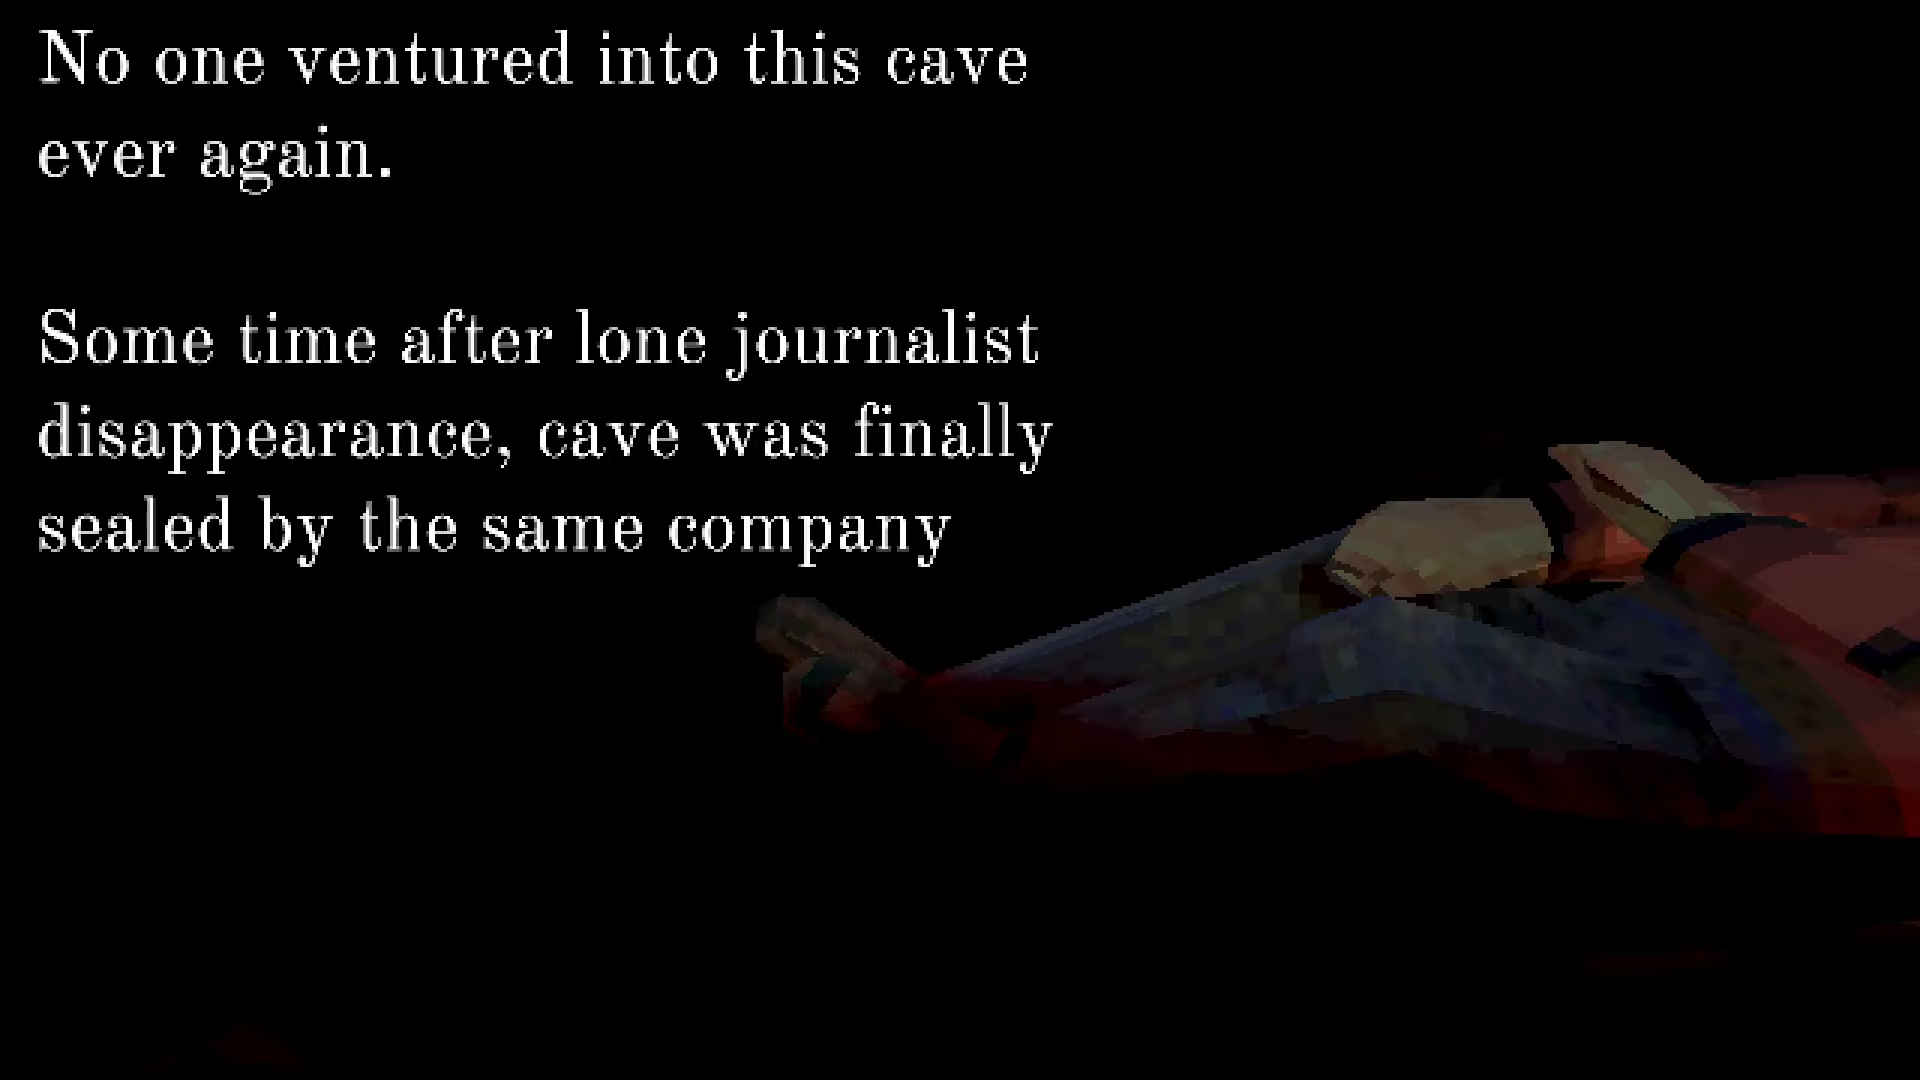 No one ventured into this cave
ever again.
Some time after lone journalist
disappearance, cave was finally
sealed by the same company